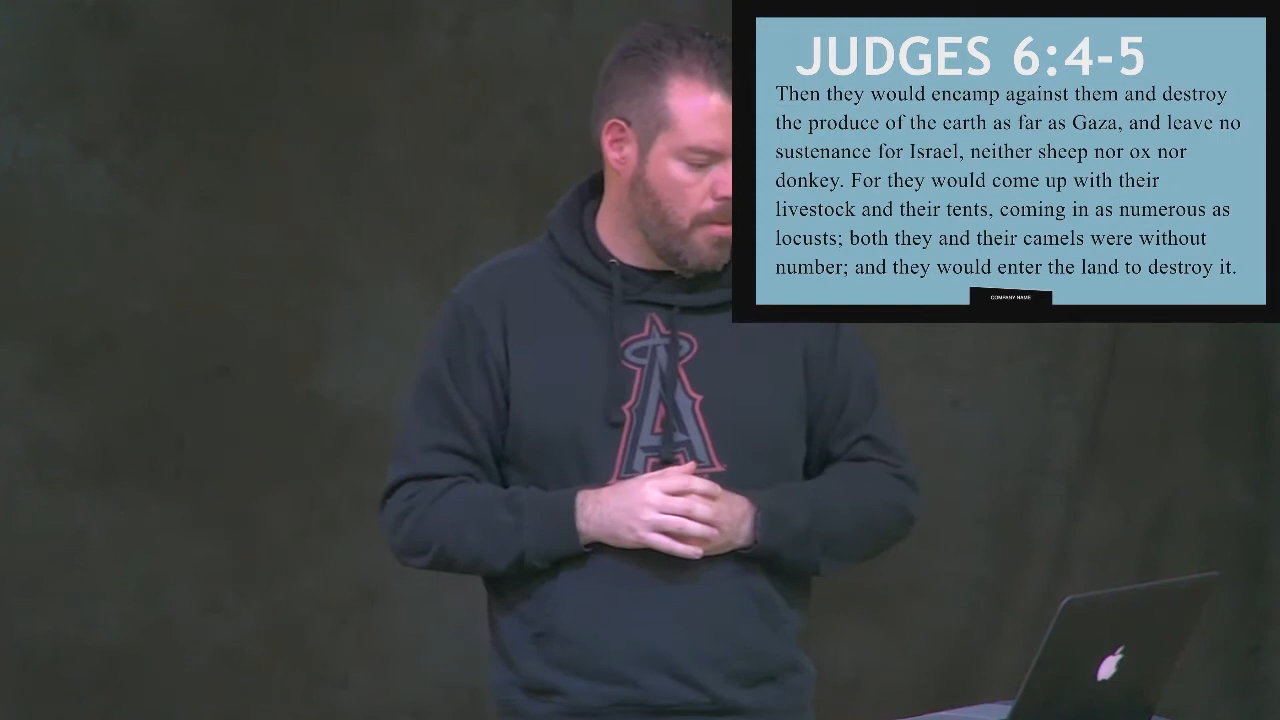 JUDGES 6:4-5
Then they would encamp against them and destroy
the produce of the earth as far as Gaza, and leave no
sustenance for Israel, neither sheep nor ox nor
donkey. For they would come up with their
livestock and their tents, coming in as numerous as
locusts; both they and their camels were without
number; and they would enter the land to destroy it.
COMPANY NAME
A